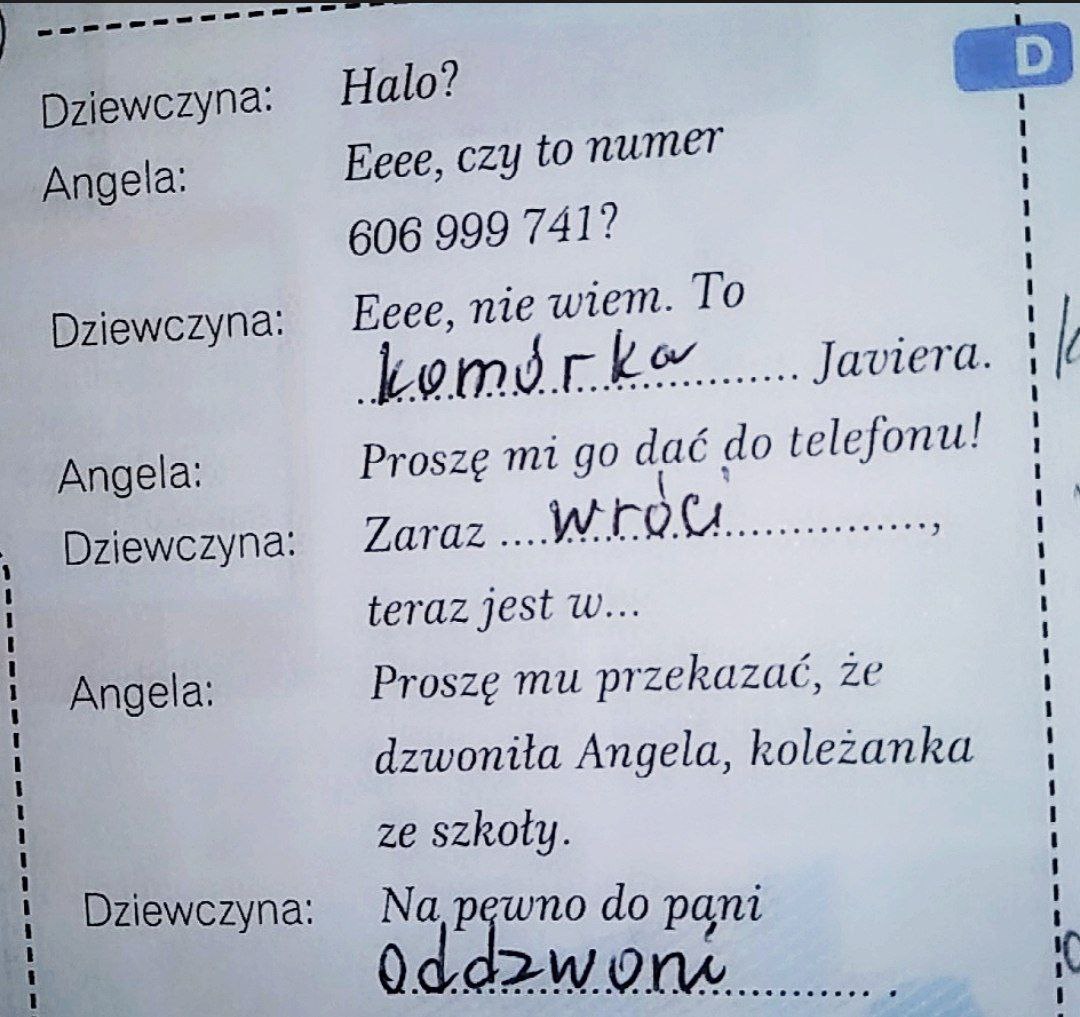 D
Dziewczyna: Halo?
Angela: Eeee, czy to numer
606 999 741?
Dziewczyna: Eeee, nie wiem. To
komórka Javiera.
Angela: Proszę mi go dać do telefonu!
Dziewczyna: Zaraz wróci,
teraz jest w...
Angela: Proszę mu przekazać, że
dzwoniła Angela, koleżanka
ze szkoły.
Dziewczyna: Na pewno do pani
oddzwoni.